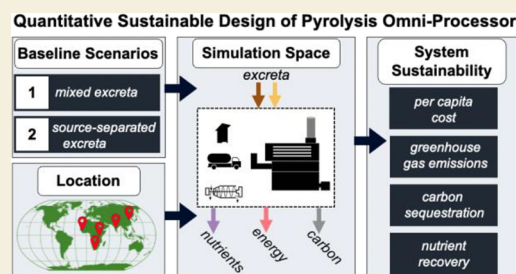 Quantitative Sustainable Design of Pyrolysis Omni-Processor
Baseline Scenarios
1 mixed excreta
2 source-separated
excreta
Location
Simulation Space
excreta
nutrients
energy
carbon
System
Sustainability
per capita
cost
greenhouse
gas emissions
carbon
sequestration
nutrient
recovery